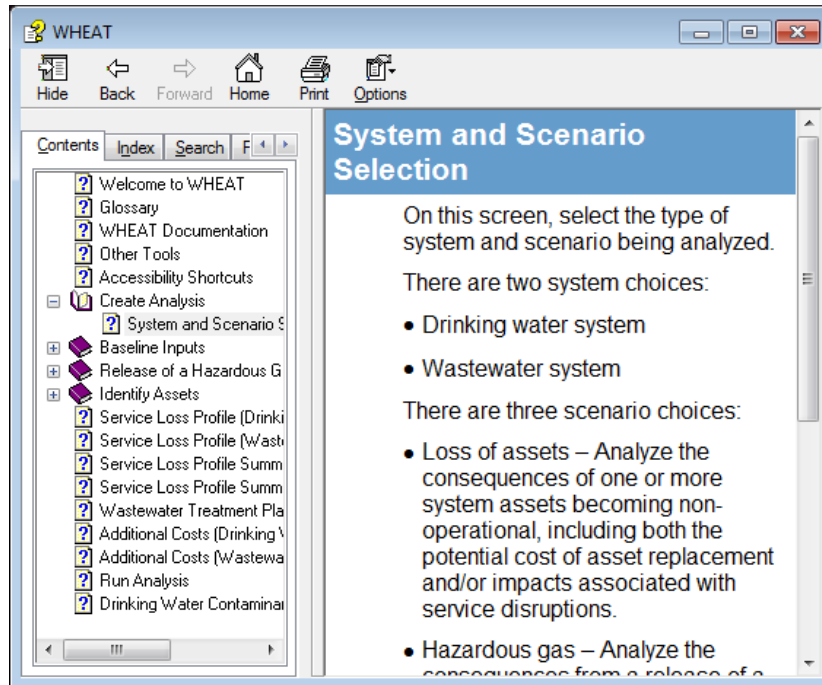 WHEAT
Hide Back Forward Home Print Options
Contents Index Search F
Welcome to WHEAT
Glossary
WHEAT Documentation
Other Tools
Accessibility Shortcuts
Create Analysis
System and Scenario S
Baseline Inputs
Release of a Hazardous G
Identify Assets
Service Loss Profile (Drinki
Service Loss Profile (Waste
Service Loss Profile Summ
Service Loss Profile Summ
Wastewater Treatment Pla
Additional Costs (Drinking
Additional Costs (Wastewa
Run Analysis
Drinking Water Contaminar
System and Scenario
Selection
On this screen, select the type of
system and scenario being analyzed.
There are two system choices:
• Drinking water system
• Wastewater system
There are three scenario choices:
• Loss of assets – Analyze the
consequences of one or more
system assets becoming non-
operational, including both the
potential cost of asset replacement
and/or impacts associated with
service disruptions.
• Hazardous gas – Analyze the
consequences from a release of a